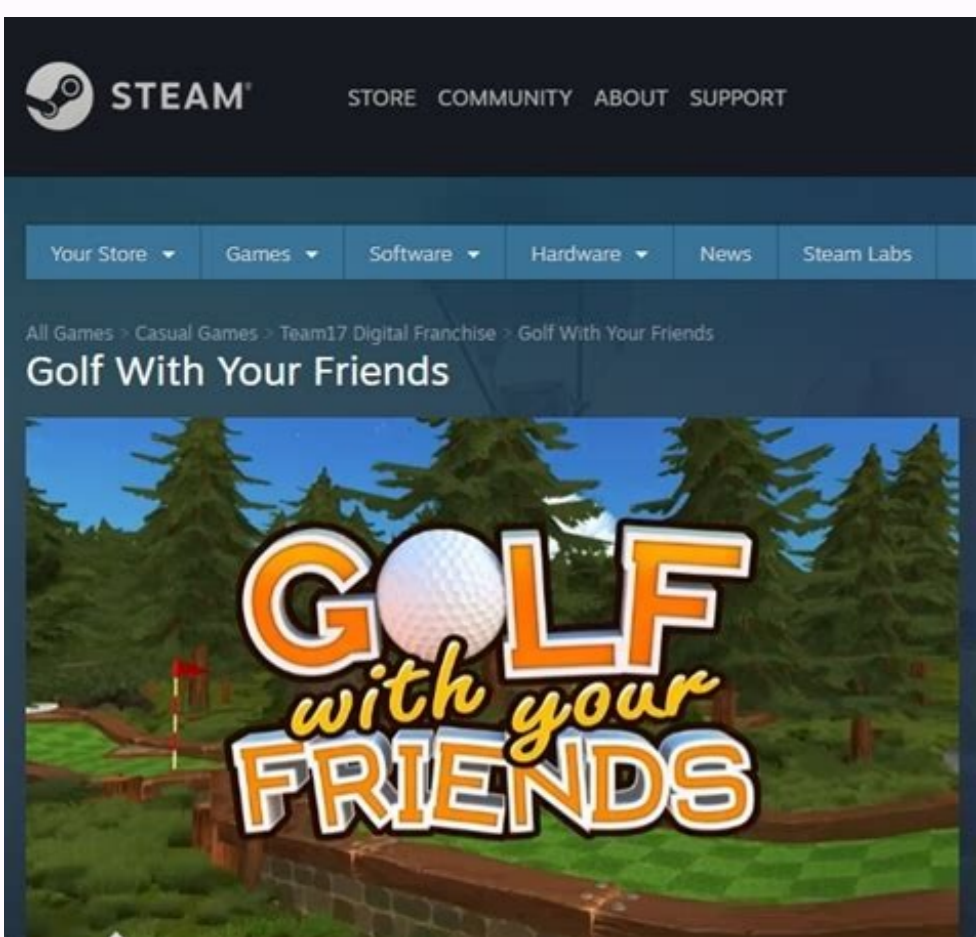 STEAM®
STORE COMMUNITY ABOUT SUPPORT
Your Store Games Software Hardware News Steam Labs
All Games > Casual Games > Team17 Digital Franchise > Golf With Your Friends
Golf With Your Friends
GOLF
with your
FRIENDS